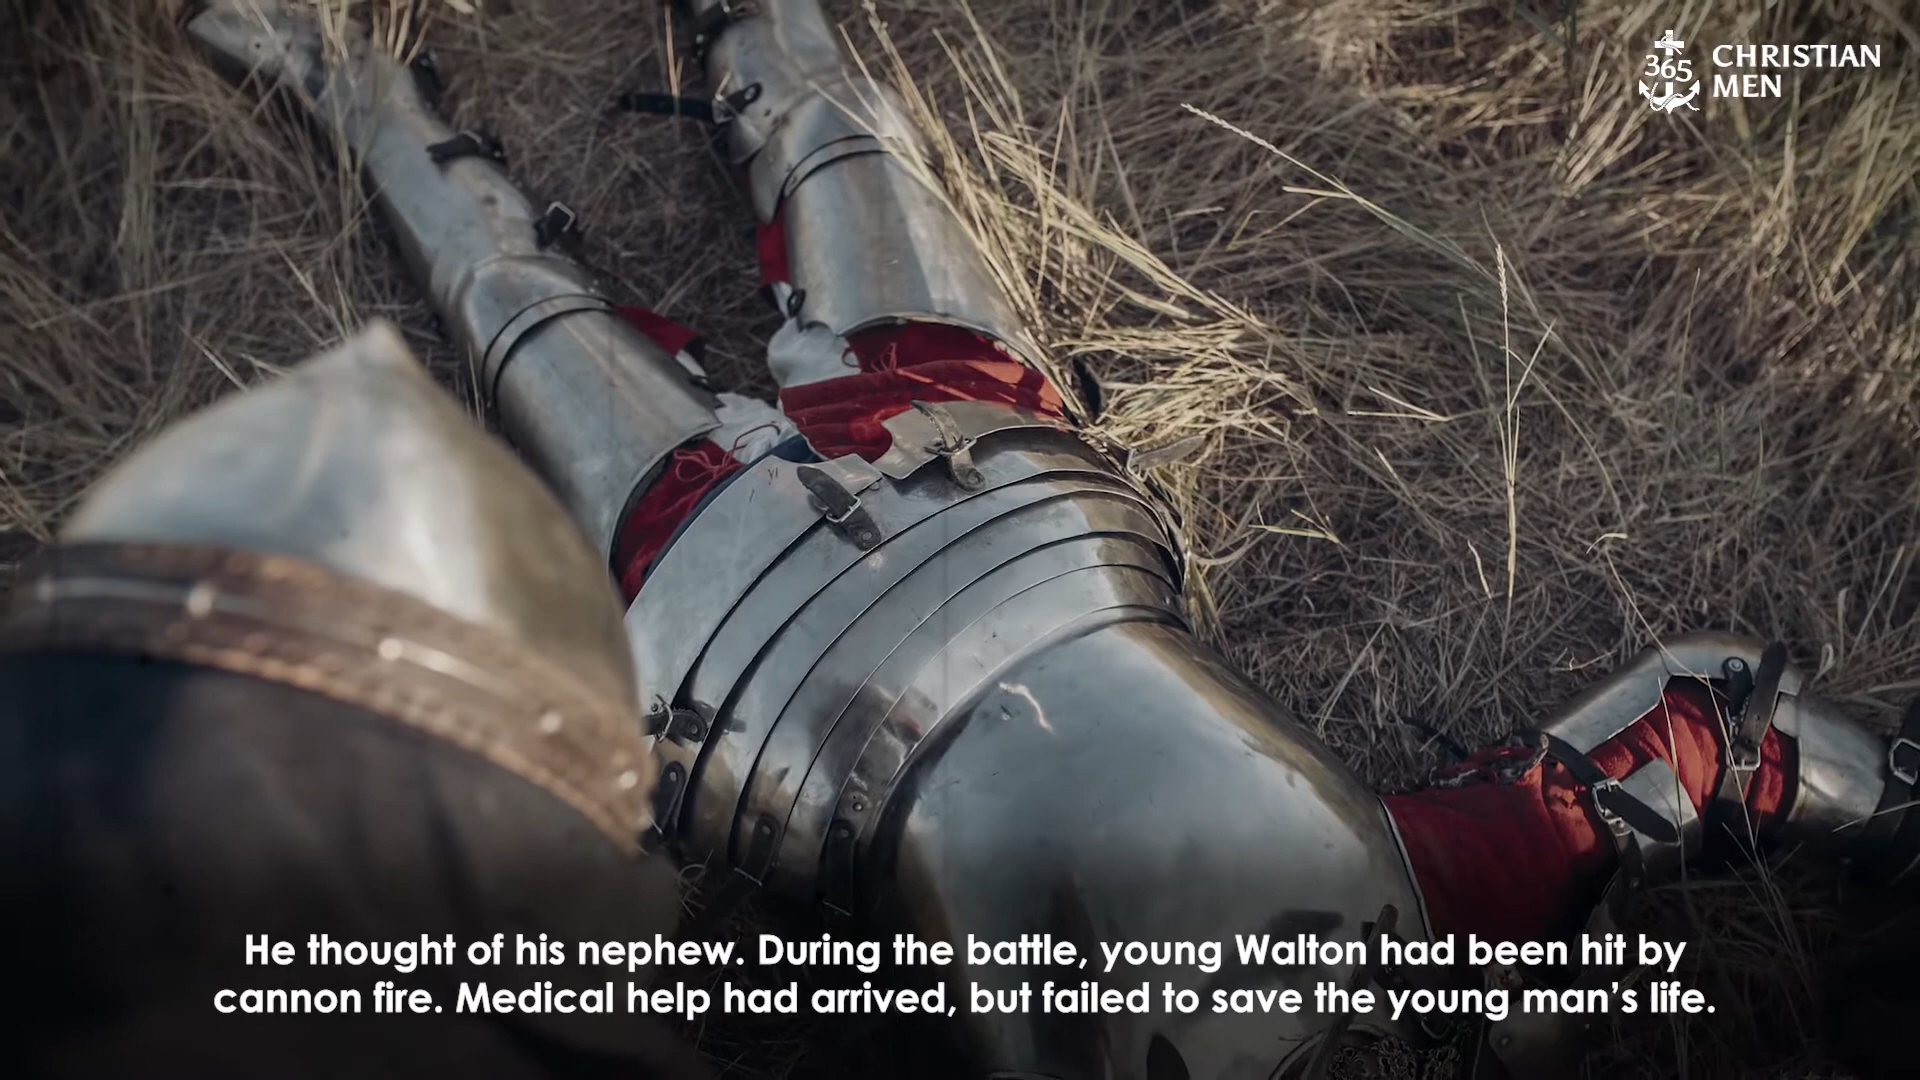 365
CHRISTIAN
MEN
He thought of his nephew. During the battle, young Walton had been hit by
cannon fire. Medical help had arrived, but failed to save the young man's life.